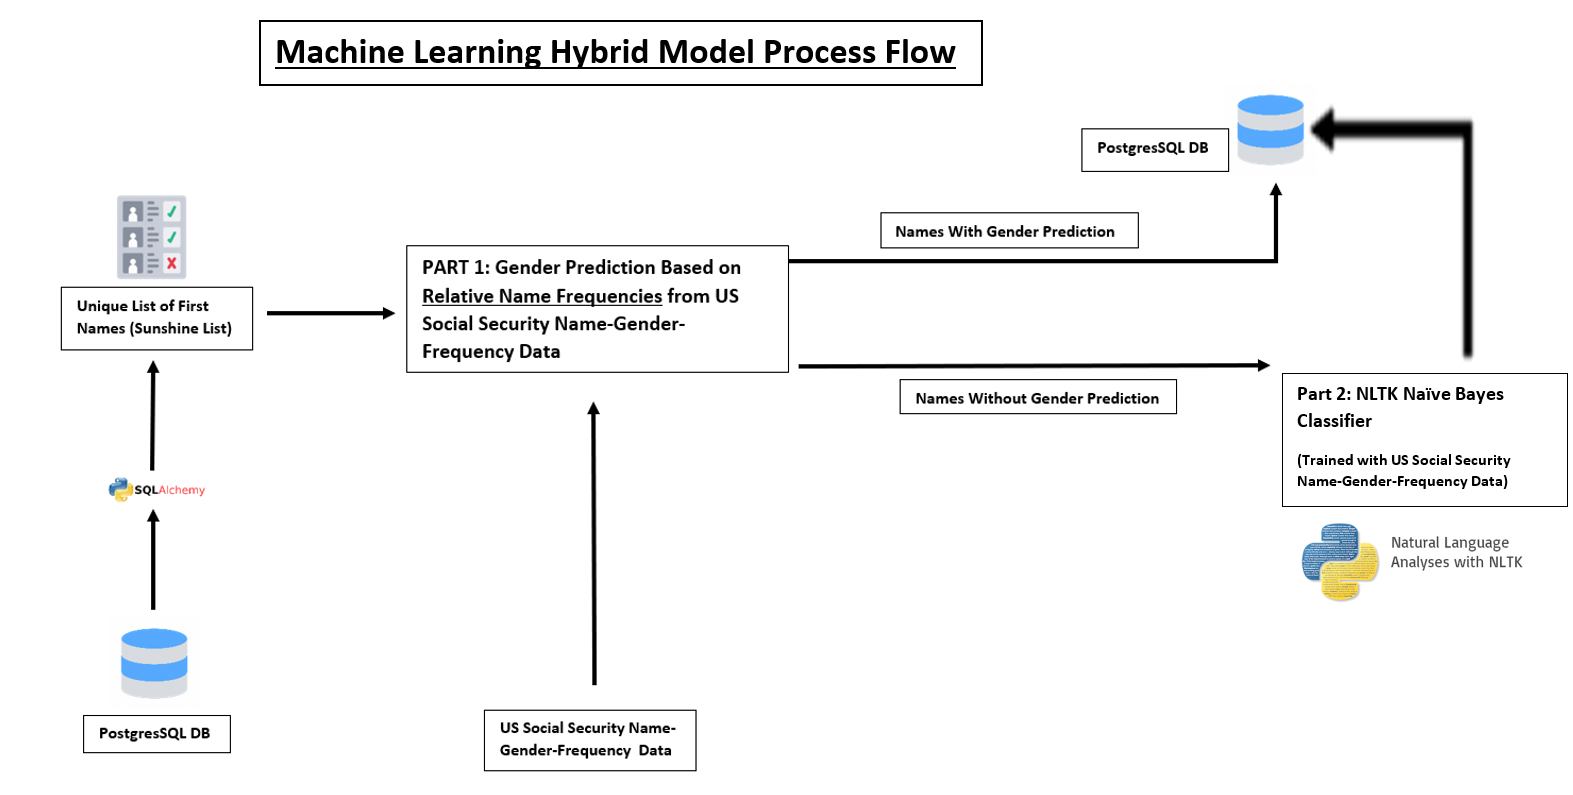 Machine Learning Hybrid Model Process Flow
PostgresSQL DB
Names With Gender Prediction
Unique List of First
Names (Sunshine List)
PART 1: Gender Prediction Based on
Relative Name Frequencies from US
Social Security Name-Gender-
Frequency Data
Names Without Gender Prediction
Part 2: NLTK Naïve Bayes
Classifier
(Trained with US Social Security
Name-Gender-Frequency Data)
SQLAlchemy
Natural Language
Analyses with NLTK
PostgresSQL DB
US Social Security Name-
Gender-Frequency Data